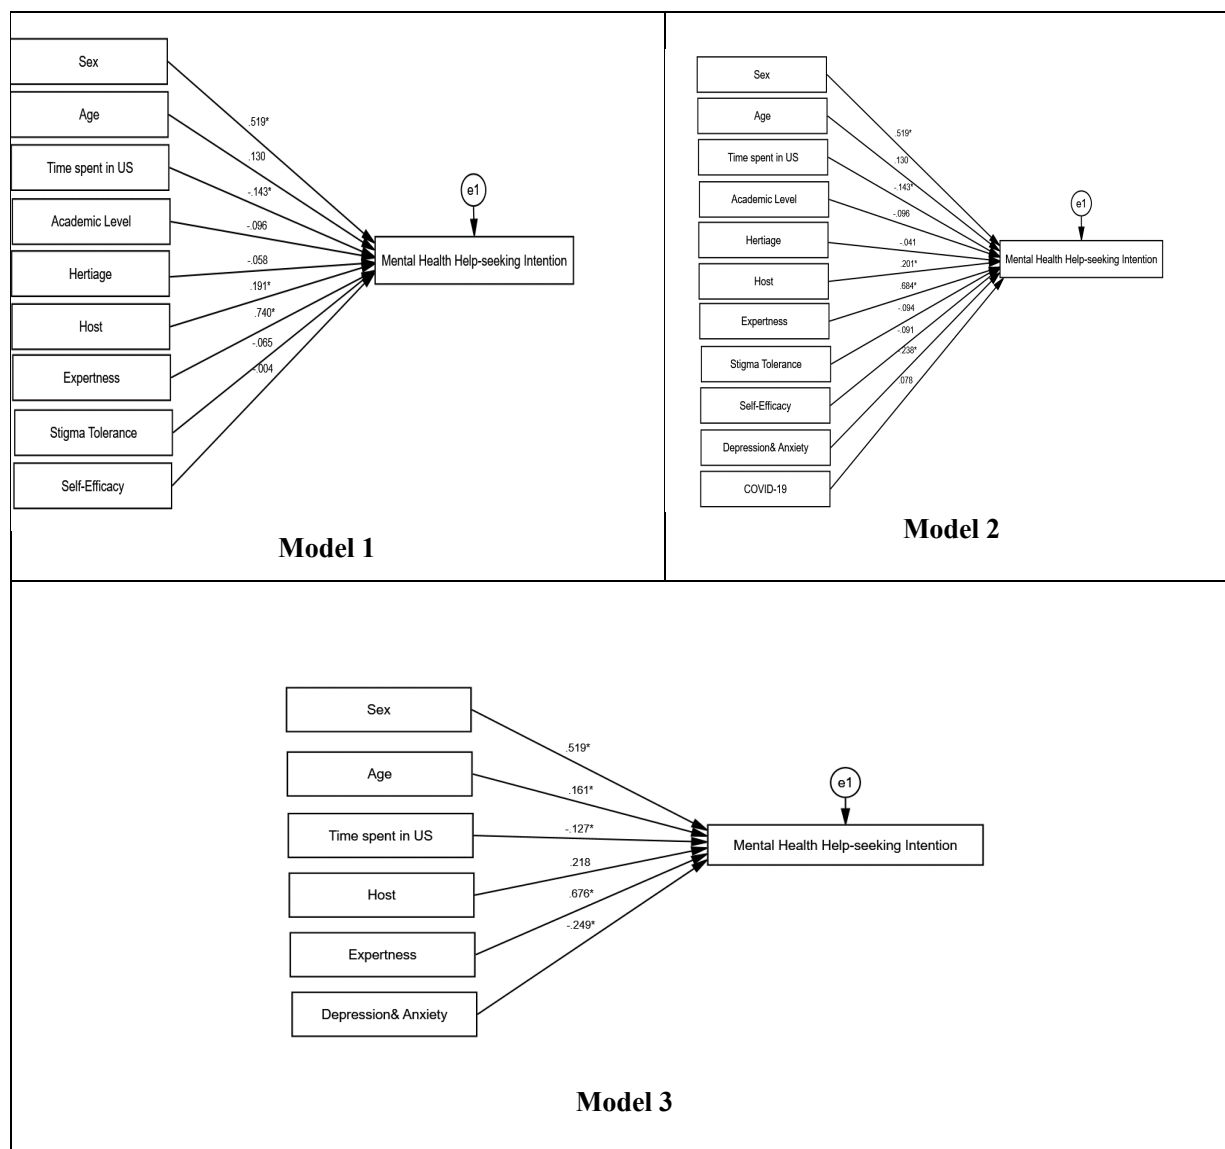 Sex
Age
Time spent in US
Academic Level
Hertiage
Host
Expertness
Stigma Tolerance
Self-Efficacy
.519*
.130
-.143*
-.096
-.058
.191*
.740*
-.065
-.004
e1
Mental Health Help-seeking Intention
Model 1
Sex
Age
Time spent in US
Academic Level
Hertiage
Host
Expertness
Stigma Tolerance
Self-Efficacy
Depression& Anxiety
COVID-19
.519*
.130
-.143*
-.096
-.041
.201*
.684*
-.094
-.091
-.238*
.078
e1
Mental Health Help-seeking Intention
Model 2
Sex
Age
Time spent in US
Host
Expertness
Depression& Anxiety
.519*
.161*
-.127*
.218
.676*
-.249*
e1
Mental Health Help-seeking Intention
Model 3